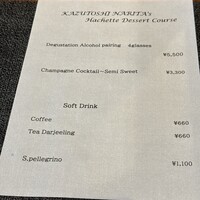 KAZUTOSHI NARITA's
Hachette Dessert Course
Degustation Alcohol pairing 4glasses
¥5,500
Champagne Cocktail~Semi Sweet
¥3,300
Soft Drink
Coffee ¥660
Tea Darjeeling ¥660
S.pellegrino
¥1,100